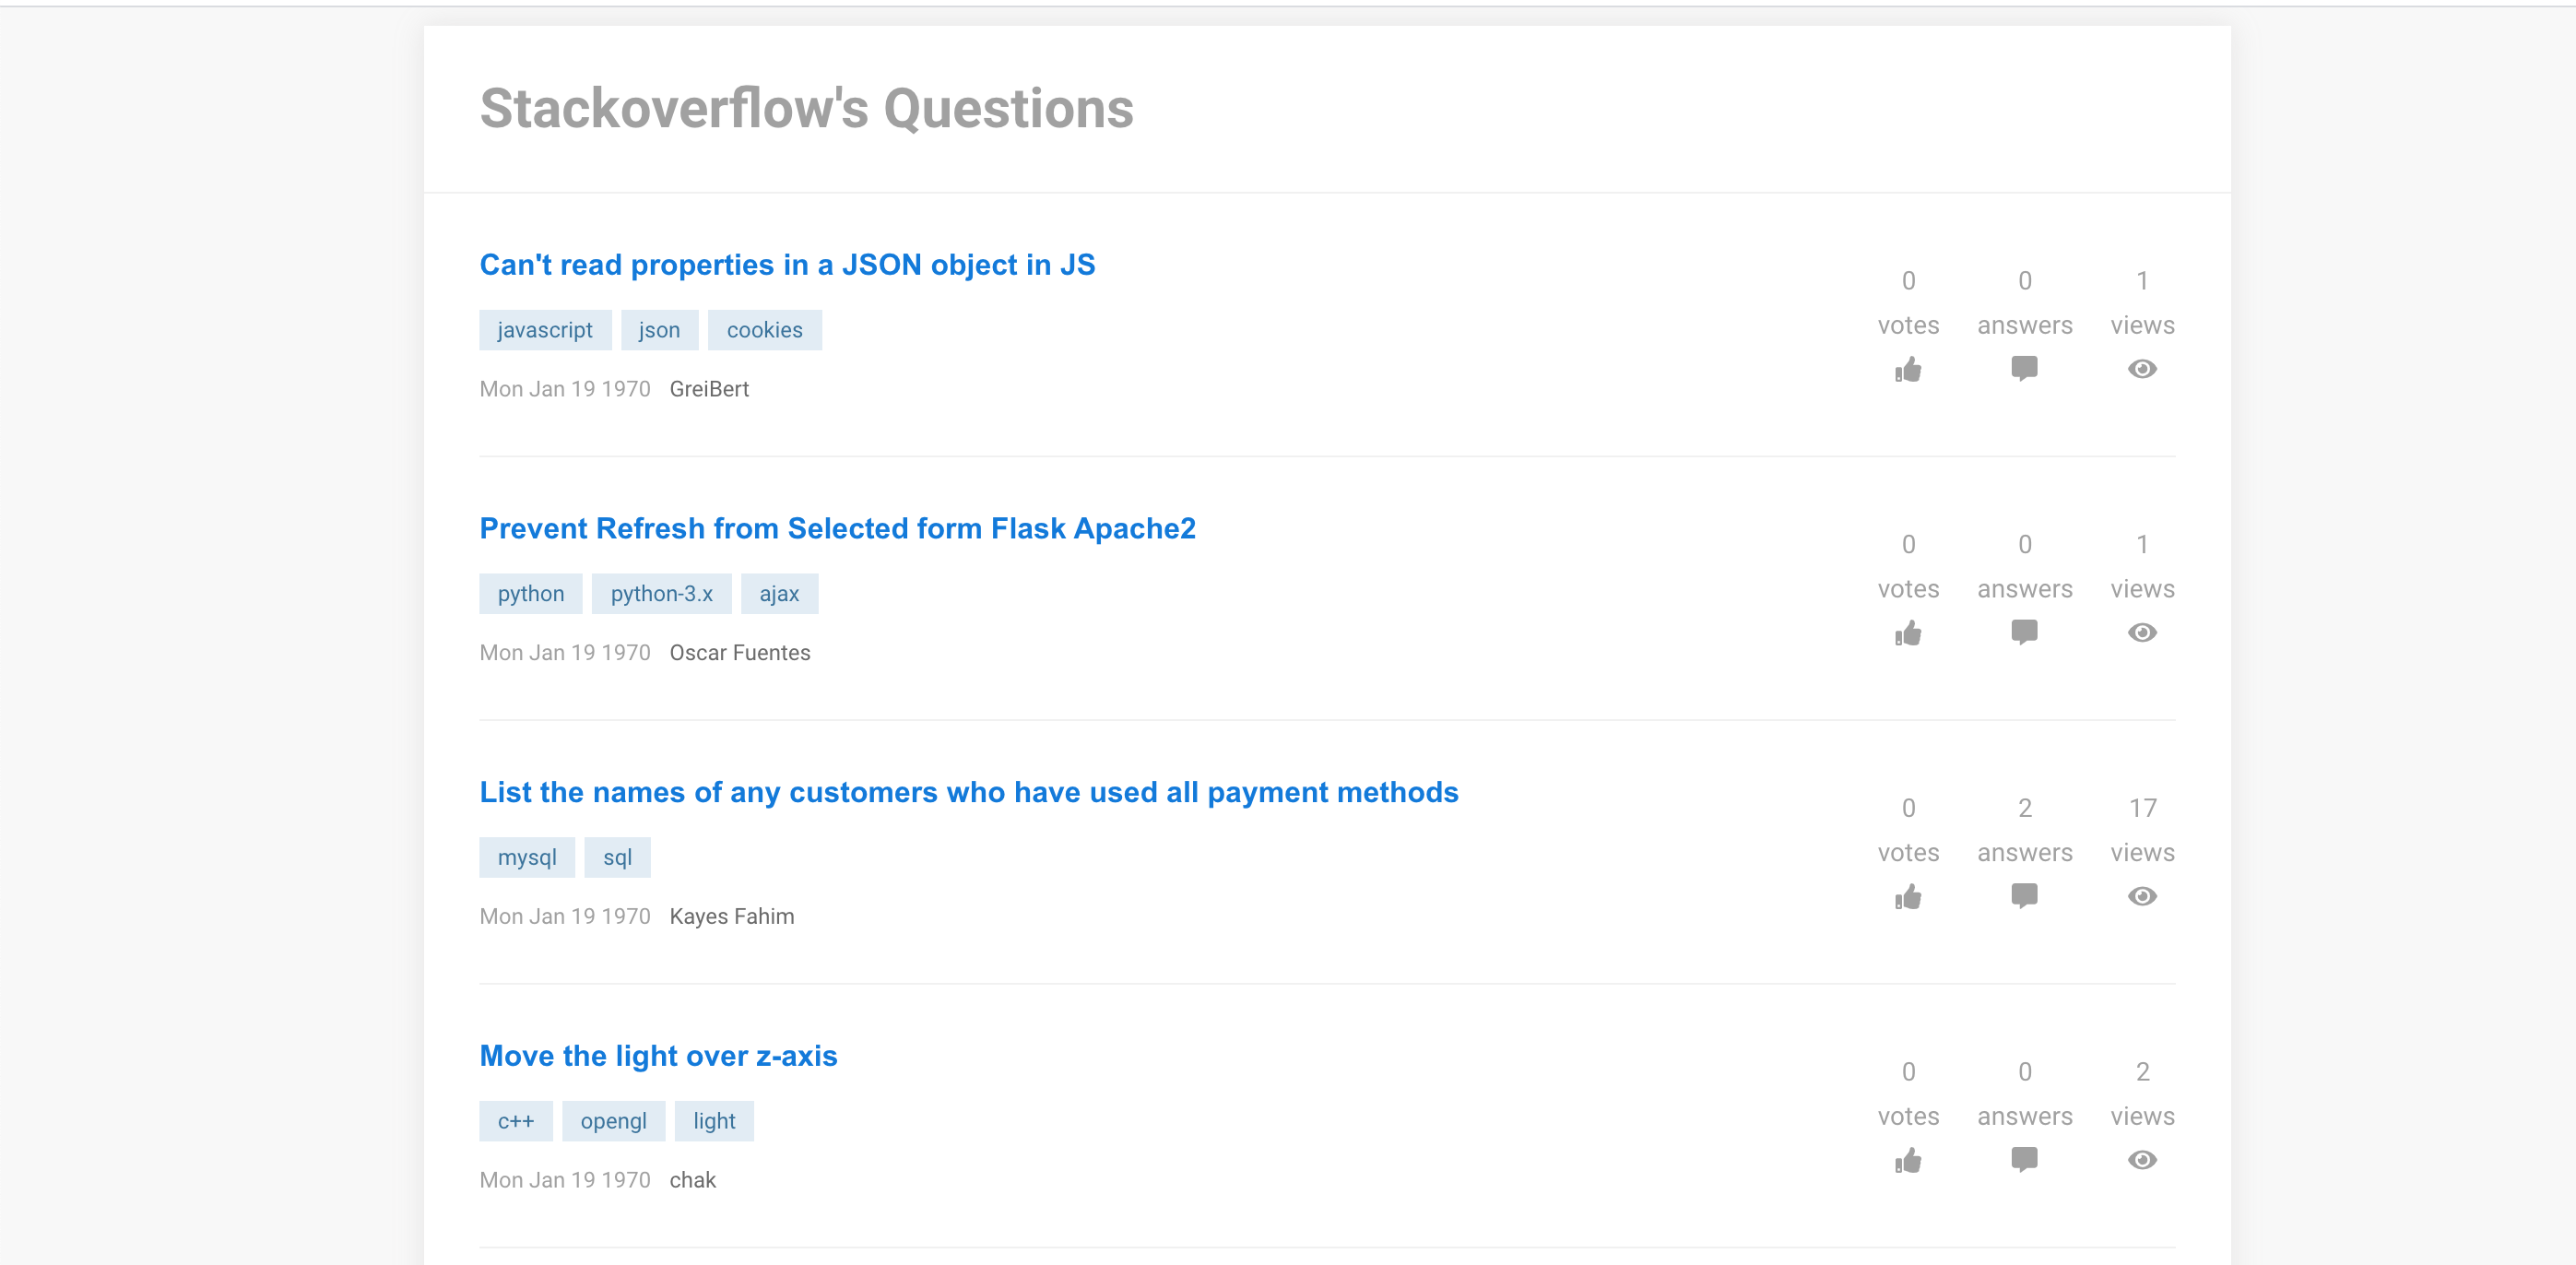 Stackoverflow's Questions
Can't read properties in a JSON object in JS
javascript json cookies
Mon Jan 19 1970 GreiBert
0 0 1
votes answers views
Prevent Refresh from Selected form Flask Apache2
python python-3.x ajax
Mon Jan 19 1970 Oscar Fuentes
0 0 1
votes answers views
List the names of any customers who have used all payment methods
mysql sql
Mon Jan 19 1970 Kayes Fahim
0 2 17
votes answers views
Move the light over z-axis
c++ opengl light
Mon Jan 19 1970 chak
0 0 2
votes answers views